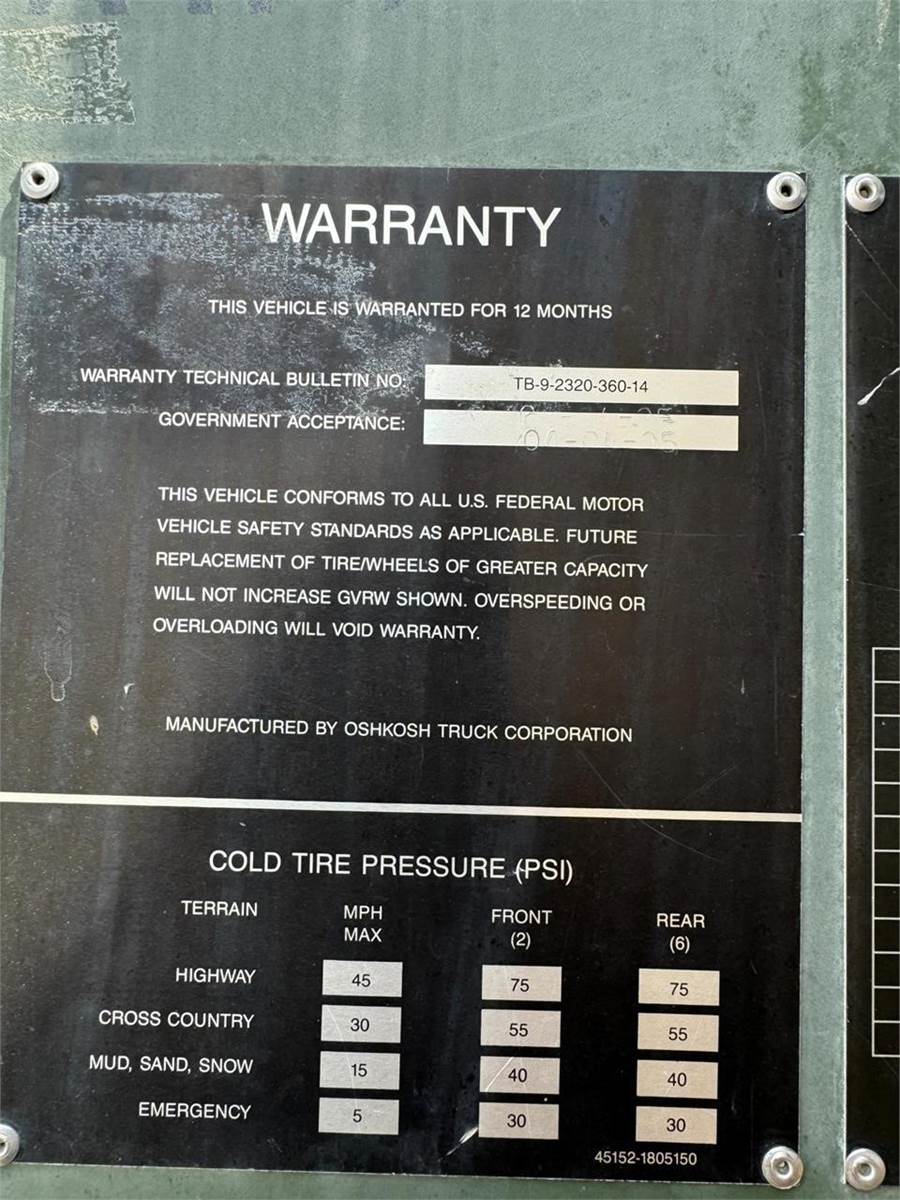 WARRANTY
THIS VEHICLE IS WARRANTED FOR 12 MONTHS
WARRANTY TECHNICAL BULLETIN NO: TB-9-2320-360-14
GOVERNMENT ACCEPTANCE:
THIS VEHICLE CONFORMS TO ALL U.S. FEDERAL MOTOR
VEHICLE SAFETY STANDARDS AS APPLICABLE. FUTURE
REPLACEMENT OF TIRE/WHEELS OF GREATER CAPACITY
WILL NOT INCREASE GVRW SHOWN. OVERSPEEDING OR
OVERLOADING WILL VOID WARRANTY.
MANUFACTURED BY OSHKOSH TRUCK CORPORATION
COLD TIRE PRESSURE (PSI)
TERRAIN MPH MAX FRONT (2) REAR (6)
HIGHWAY 45 75 75
CROSS COUNTRY 30 55 55
MUD, SAND, SNOW 15 40 40
EMERGENCY 5 30 30
45152-1805150